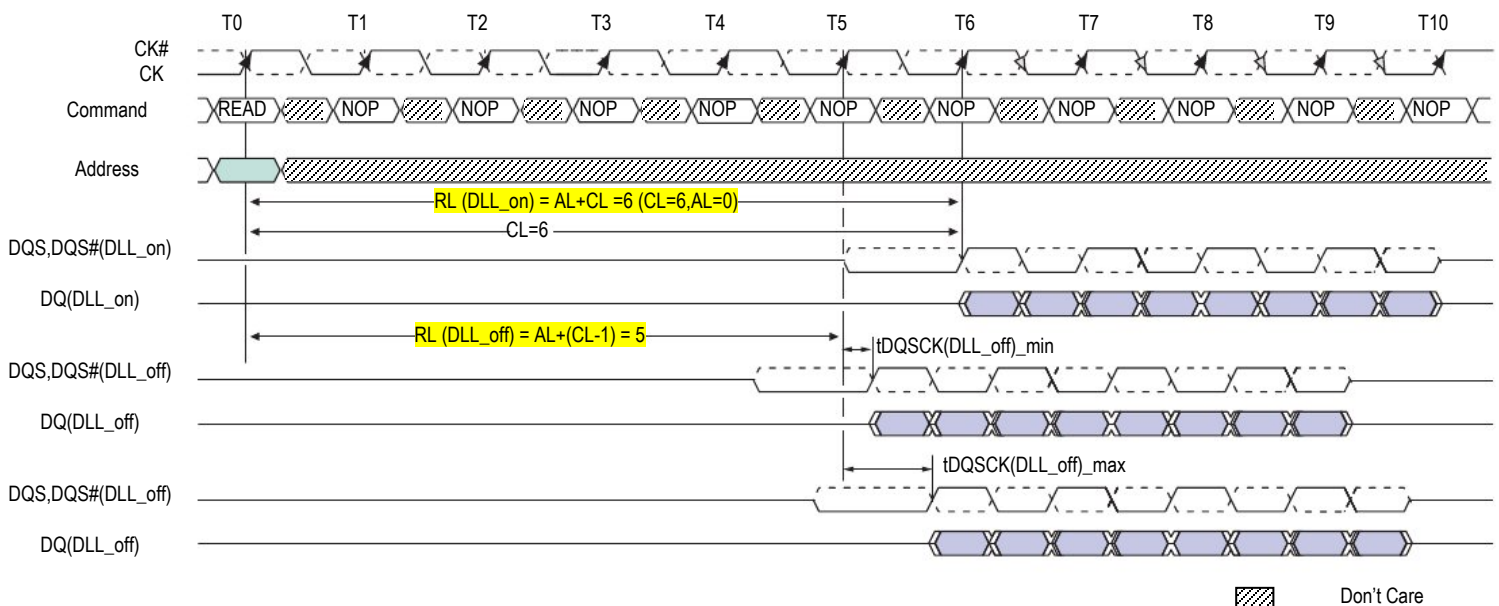 T0 T1 T2 T3 T4 T5 T6 T7 T8 T9 T10
CK#
CK
Command READ NOP NOP NOP NOP NOP NOP NOP NOP NOP NOP
Address
RL (DLL_on) = AL+CL =6 (CL=6,AL=0)
CL=6
DQS,DQS#(DLL_on)
DQ(DLL_on)
RL (DLL_off) = AL+(CL-1) = 5
tDQSCK(DLL_off)_min
DQS,DQS#(DLL_off)
DQ(DLL_off)
tDQSCK(DLL_off)_max
DQS,DQS#(DLL_off)
DQ(DLL_off)
Don't Care